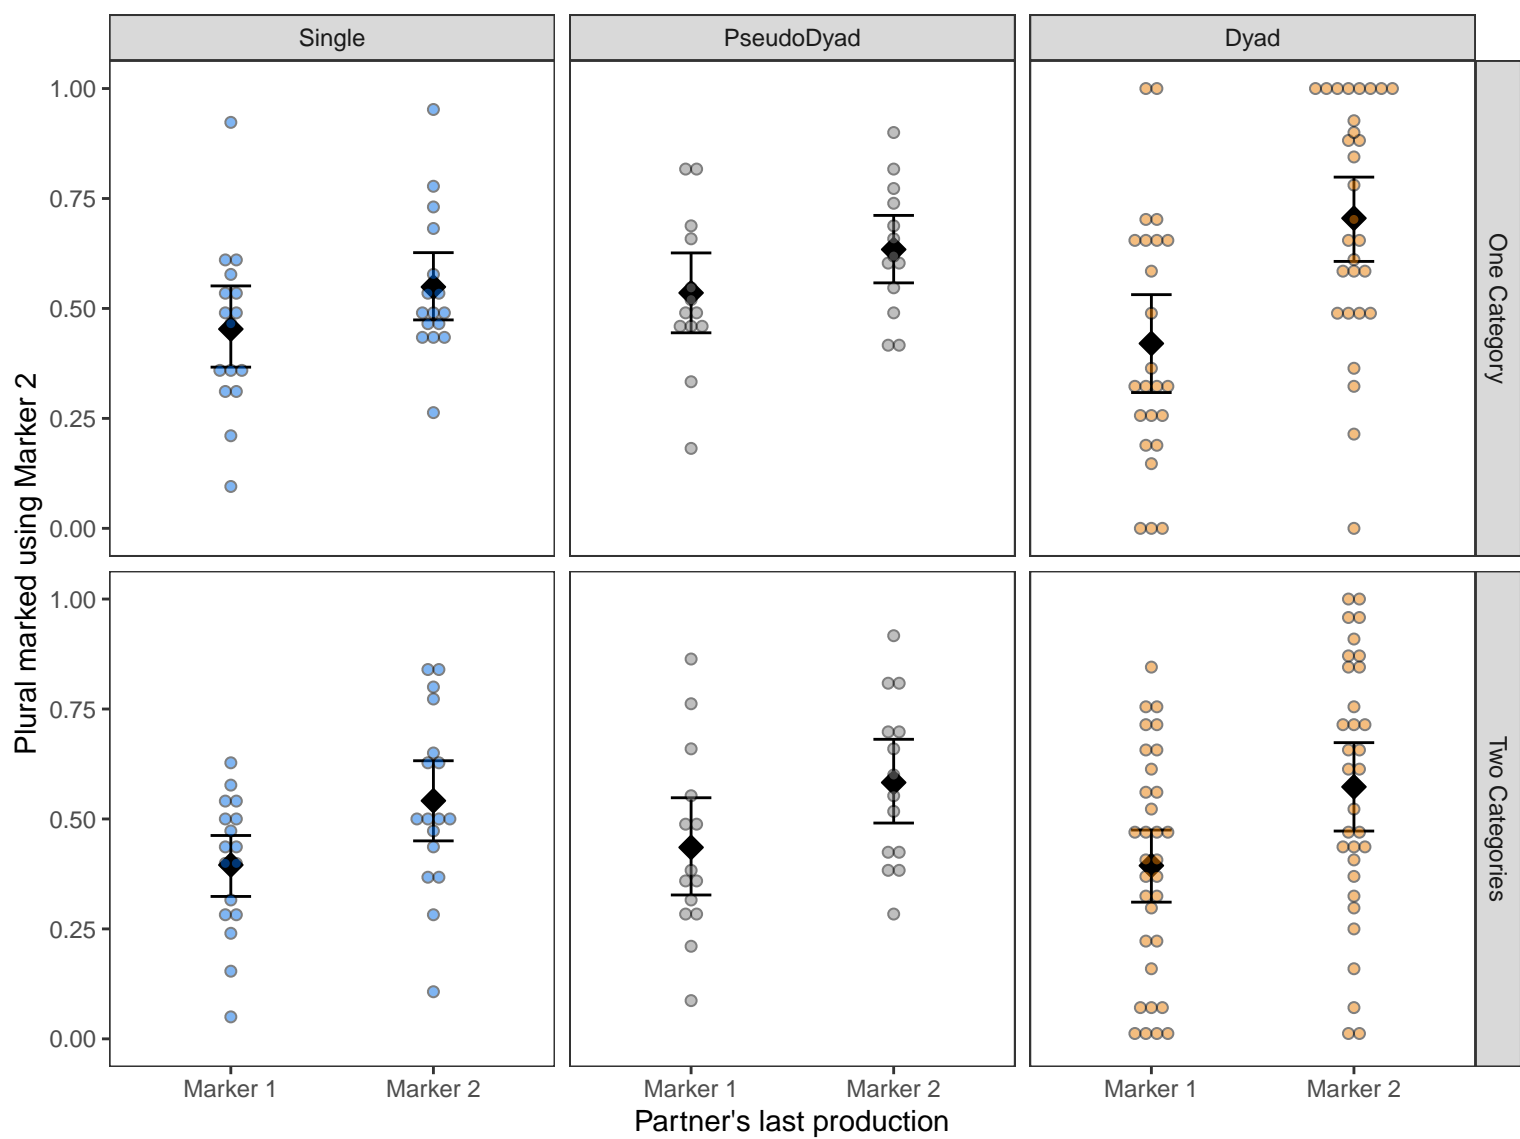 Single PseudoDyad Dyad
Plural marked using Marker 2
1.00
0.75
0.50
0.25
0.00
One Category
1.00
0.75
0.50
0.25
0.00
Two Categories
Marker 1 Marker 2 Marker 1 Marker 2 Marker 1 Marker 2
Partner's last production